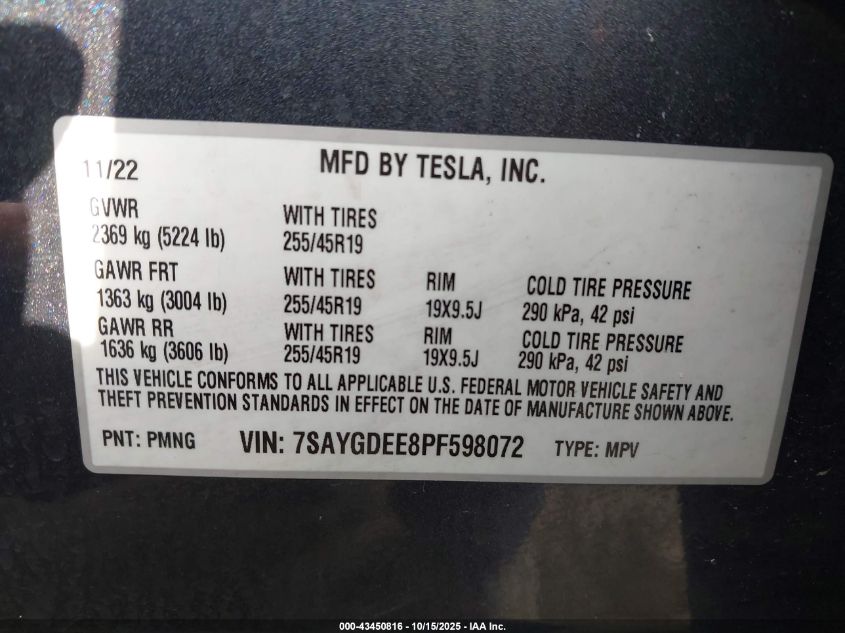 11/22 MFD BY TESLA, INC.
GVWR WITH TIRES
2369 kg (5224 lb) 255/45R19
GAWR FRT WITH TIRES RIM COLD TIRE PRESSURE
1363 kg (3004 lb) 255/45R19 19X9.5J 290 kPa, 42 psi
GAWR RR WITH TIRES RIM COLD TIRE PRESSURE
1636 kg (3606 lb) 255/45R19 19X9.5J 290 kPa, 42 psi
THIS VEHICLE CONFORMS TO ALL APPLICABLE U.S. FEDERAL MOTOR VEHICLE SAFETY AND
THEFT PREVENTION STANDARDS IN EFFECT ON THE DATE OF MANUFACTURE SHOWN ABOVE.
PNT: PMNG VIN: 7SAYGDEE8PF598072 TYPE: MPV
000-43450816 - 10/15/2025 - IAA Inc.